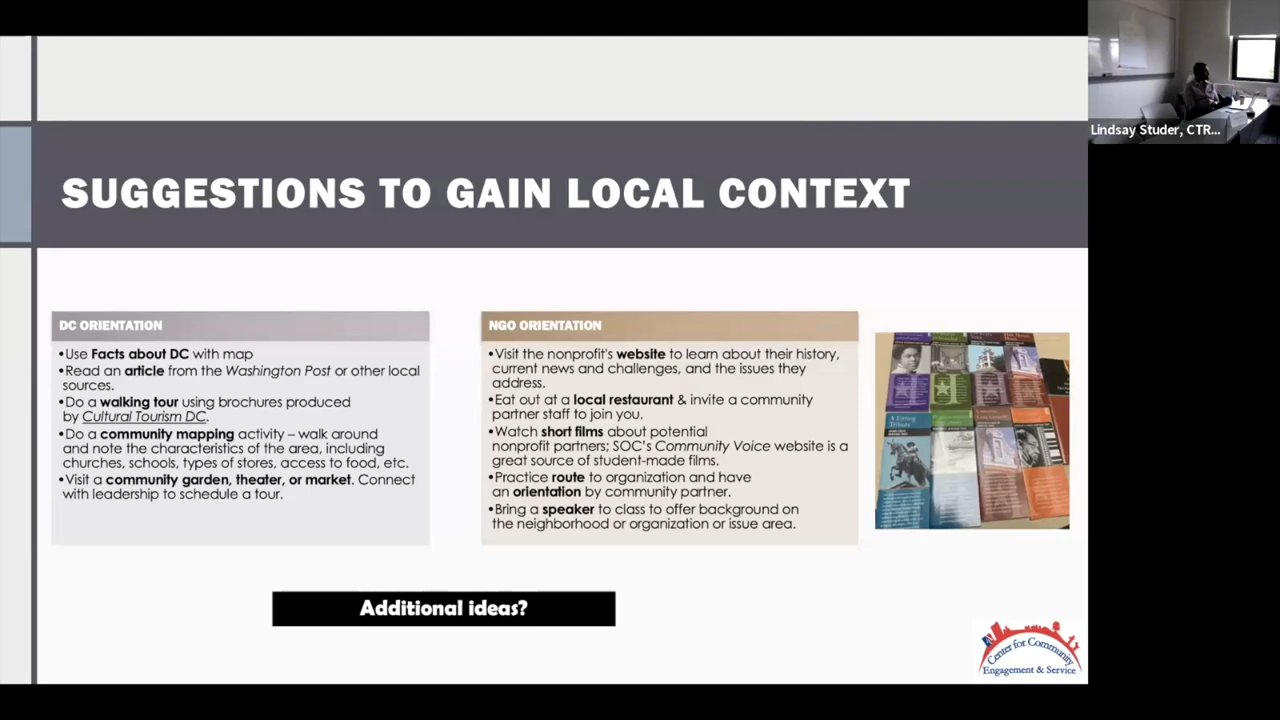 Lindsay Studer, CTR...
SUGGESTIONS TO GAIN LOCAL CONTEXT
DC ORIENTATION
•Use Facts about DC with map
•Read an article from the Washington Post or other local
sources.
•Do a walking tour using brochures produced
by Cultural Tourism DC.
•Do a community mapping activity – walk around
and note the characteristics of the area, including
churches, schools, types of stores, access to food, etc.
•Visit a community garden, theater, or market. Connect
with leadership to schedule a tour.
NGO ORIENTATION
•Visit the nonprofit's website to learn about their history,
current news and challenges, and the issues they
address.
•Eat out at a local restaurant & invite a community
partner staff to join you.
•Watch short films about potential
nonprofit partners; SOC's Community Voice website is a
great source of student-made films.
•Practice route to organization and have
an orientation by community partner.
•Bring a speaker to class to offer background on
the neighborhood or organization or issue area.
A Fitting
Tribute
Additional ideas?
Center for Community
Engagement & Service